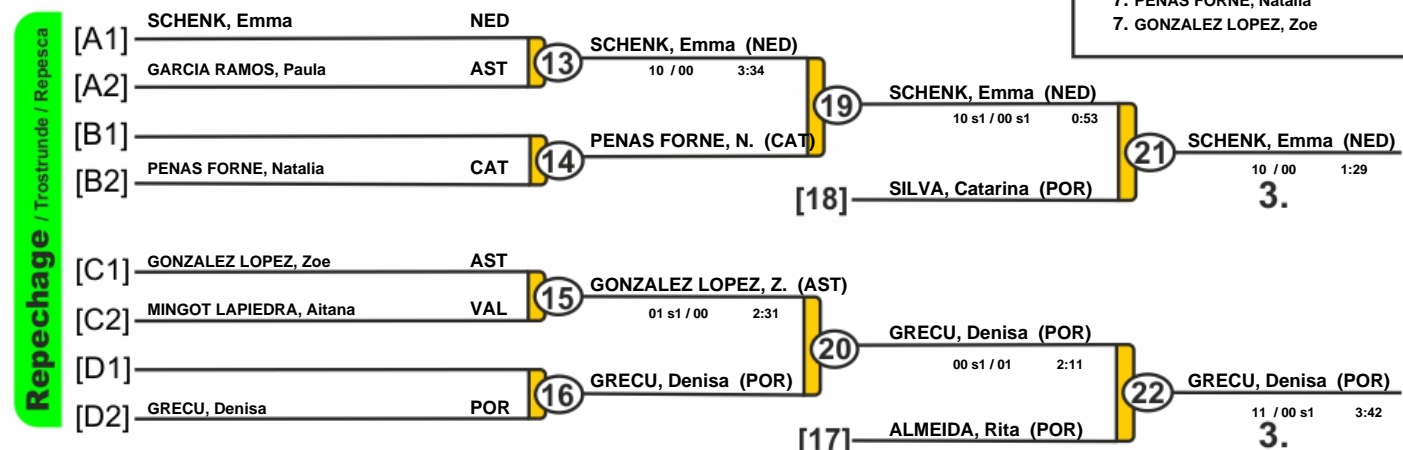 7. PENAS FORNE, Natalia
7. GONZALEZ LOPEZ, Zoe
Repechage / Trostrunde / Repesca
[A1] SCHENK, Emma NED
[A2] GARCIA RAMOS, Paula AST
13 SCHENK, Emma (NED)
10 / 00 3:34
[B1]
[B2] PENAS FORNE, Natalia CAT
14 PENAS FORNE, N. (CAT)
19 SCHENK, Emma (NED)
10 s1 / 00 s1 0:53
[18] SILVA, Catarina (POR)
21 SCHENK, Emma (NED)
10 / 00 1:29
3.
[C1] GONZALEZ LOPEZ, Zoe AST
[C2] MINGOT LAPIEDRA, Aitana VAL
15 GONZALEZ LOPEZ, Z. (AST)
01 s1 / 00 2:31
[D1]
[D2] GRECU, Denisa POR
16 GRECU, Denisa (POR)
20 GRECU, Denisa (POR)
00 s1 / 01 2:11
[17] ALMEIDA, Rita (POR)
22 GRECU, Denisa (POR)
11 / 00 s1 3:42
3.